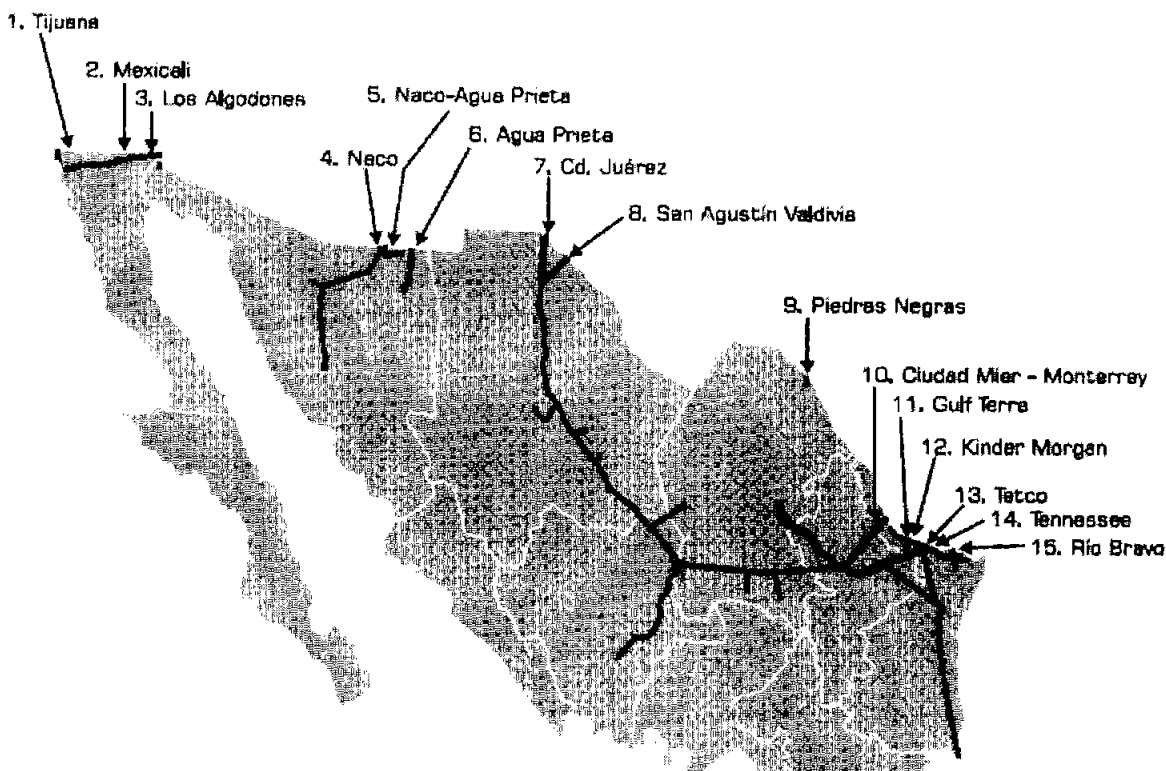 1. Tijuana
2. Mexicali
3. Los Algodones
4. Naco
5. Naco-Agua Prieta
6. Agua Prieta
7. Cd. Juárez
8. San Agustín Valdivia
9. Piedras Negras
10. Ciudad Mier - Monterrey
11. Gulf Terra
12. Kinder Morgan
13. Tetco
14. Tennessee
15. Río Bravo